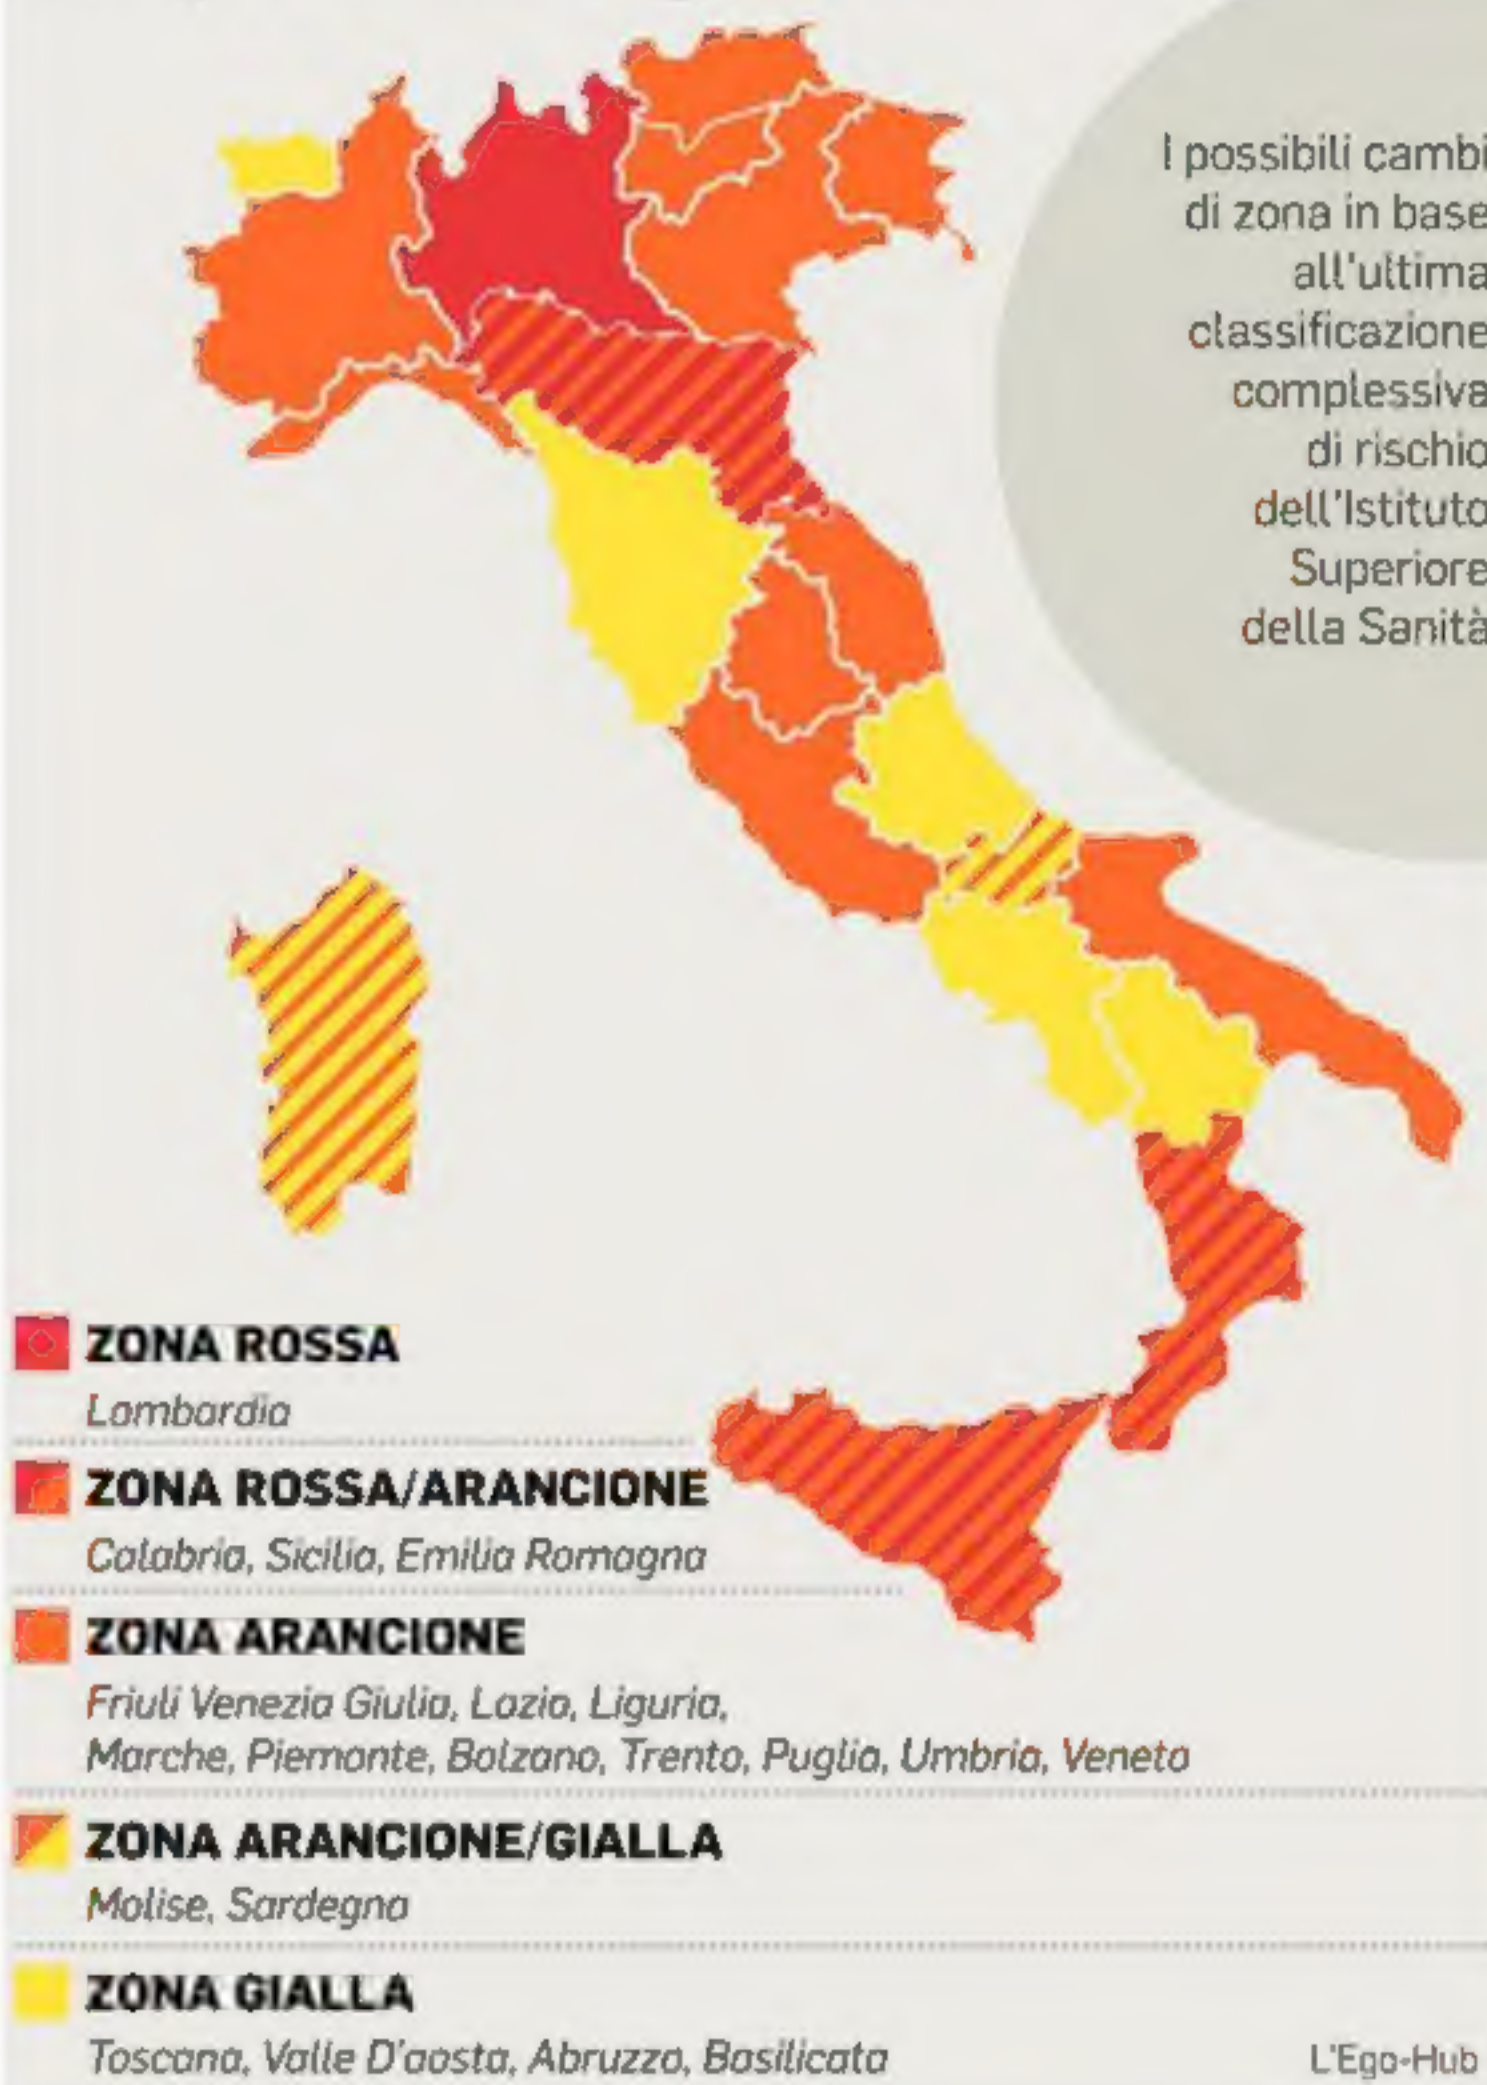 I possibili cambi
di zona in base
all'ultima
classificazione
complessiva
di rischio
dell'Istituto
Superiore
della Sanità
ZONA ROSSA
Lombardia
ZONA ROSSA/ARANCIONE
Calabria, Sicilia, Emilia Romagna
ZONA ARANCIONE
Friuli Venezia Giulia, Lazio, Liguria,
Marche, Piemonte, Bolzano, Trento, Puglia, Umbria, Veneto
ZONA ARANCIONE/GIALLA
Molise, Sardegna
ZONA GIALLA
Toscana, Valle D'aosta, Abruzzo, Basilicata
L'Ego-Hub